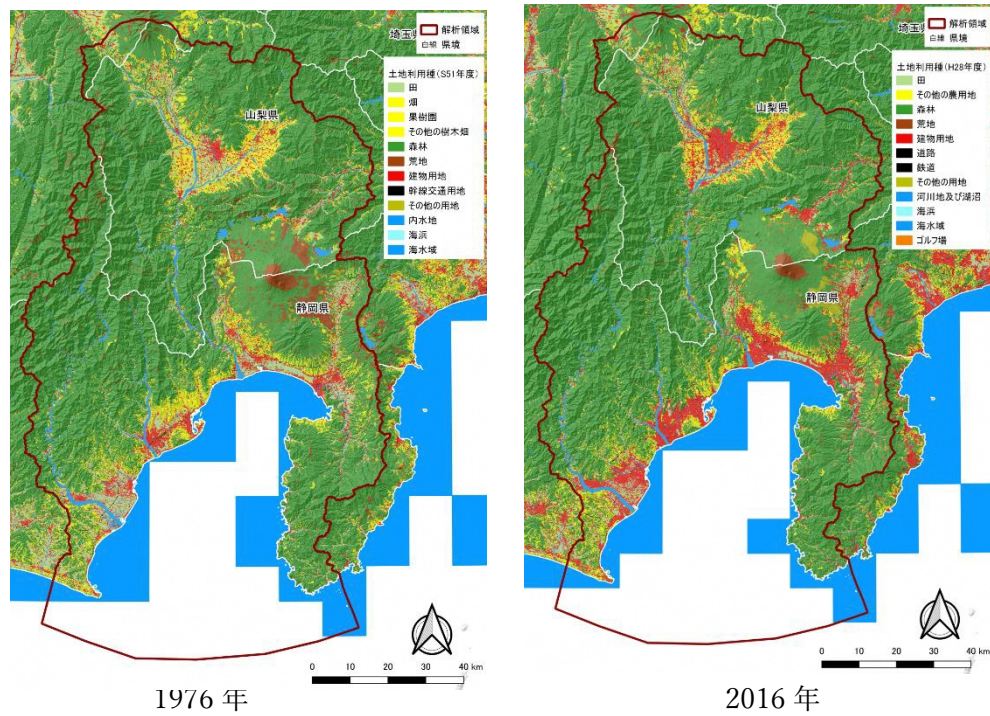 解析領域
白線 県境
土地利用種(S51年度)
田
畑
果樹園
その他の樹木畑
森林
荒地
建物用地
幹線交通用地
その他の用地
内水地
海浜
海水域
埼玉県
山梨県
静岡県
0 10 20 30 40 km
1976 年
解析領域
白線 県境
土地利用種(H28年度)
田
その他の農用地
森林
荒地
建物用地
道路
鉄道
その他の用地
河川地及び湖沼
海浜
海水域
ゴルフ場
埼玉県
山梨県
静岡県
0 10 20 30 40 km
2016 年